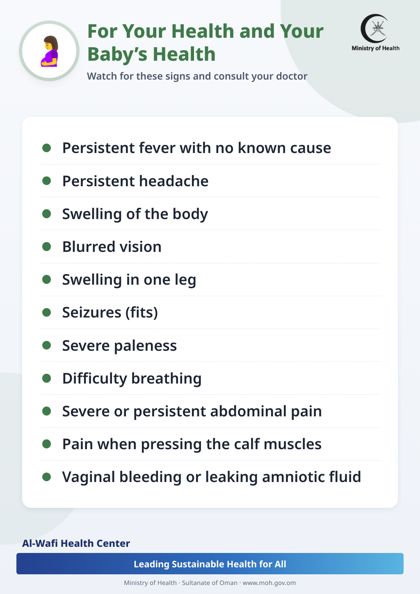 For Your Health and Your
Baby's Health
Watch for these signs and consult your doctor
Ministry of Health
Persistent fever with no known cause
Persistent headache
Swelling of the body
Blurred vision
Swelling in one leg
Seizures (fits)
Severe paleness
Difficulty breathing
Severe or persistent abdominal pain
Pain when pressing the calf muscles
Vaginal bleeding or leaking amniotic fluid
Al-Wafi Health Center
Leading Sustainable Health for All
Ministry of Health · Sultanate of Oman · www.moh.gov.om